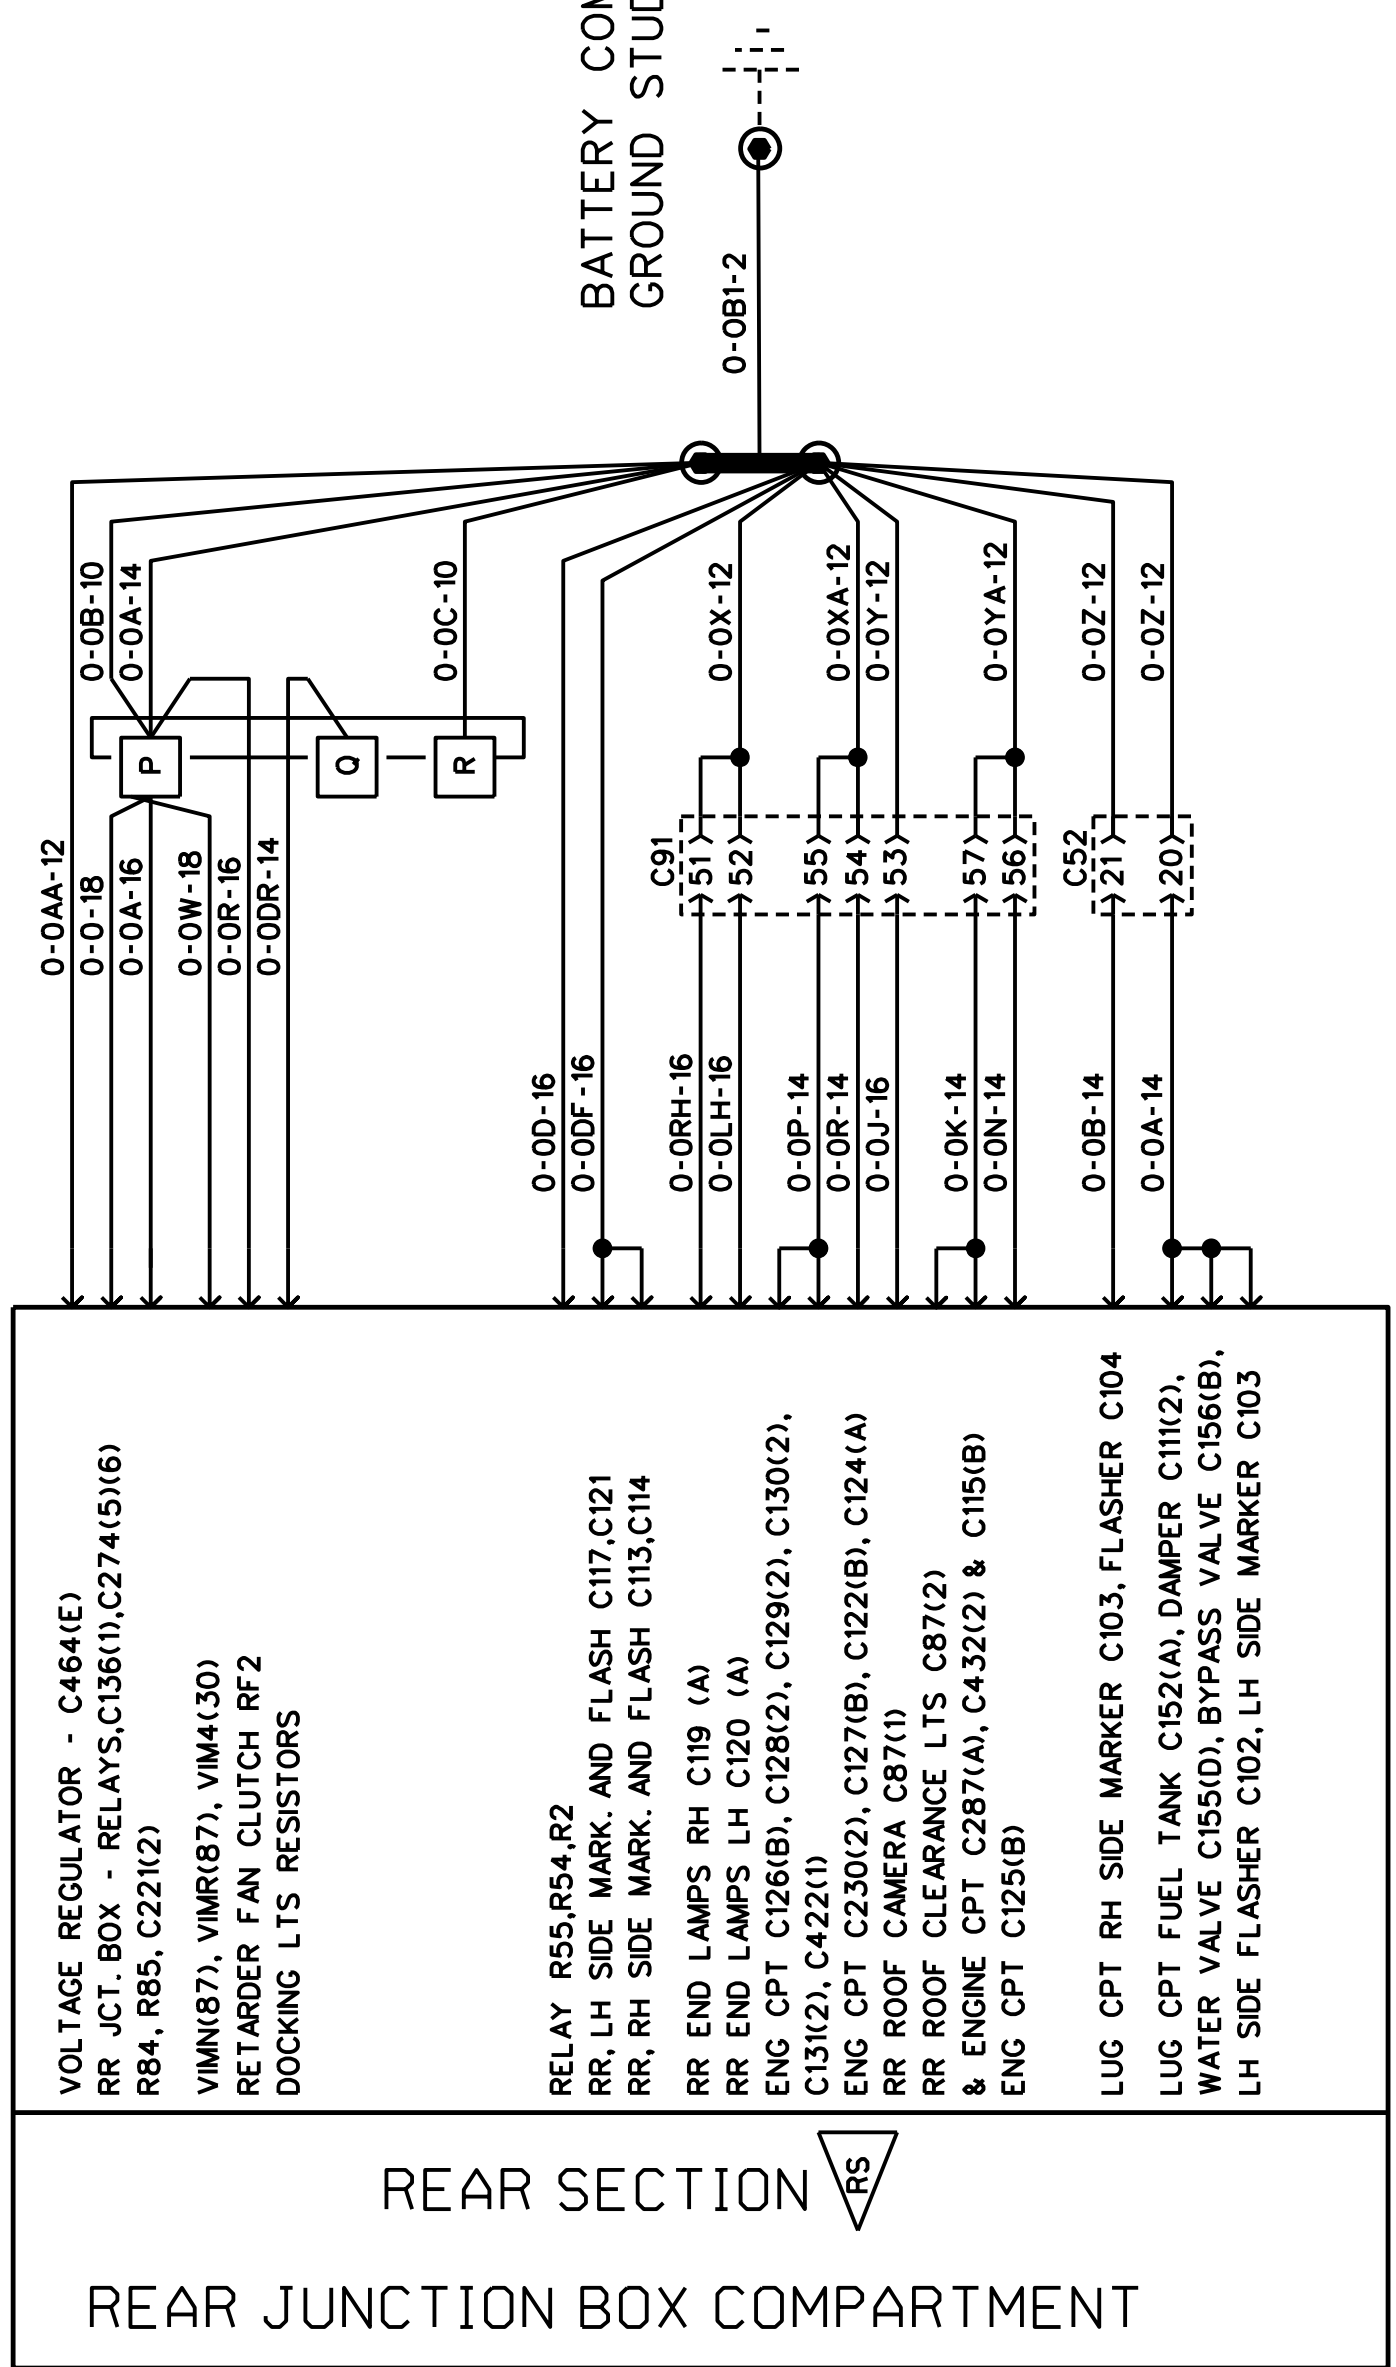 REAR JUNCTION BOX COMPARTMENT
REAR SECTION
RS
VOLTAGE REGULATOR - C464(E)
RR JCT. BOX - RELAYS,C136(1),C274(5)(6)
R84, R85, C221(2)
VIMN(87), VIMR(87), VIM4(30)
RETARDER FAN CLUTCH RF2
DOCKING LTS RESISTORS
RELAY R55,R54,R2
RR, LH SIDE MARK. AND FLASH C117,C121
RR, RH SIDE MARK. AND FLASH C113,C114
RR END LAMPS RH C119 (A)
RR END LAMPS LH C120 (A)
ENG CPT C126(B), C128(2), C129(2), C130(2),
C131(2), C422(1)
ENG CPT C230(2), C127(B), C122(B), C124(A)
RR ROOF CAMERA C87(1)
RR ROOF CLEARANCE LTS C87(2)
& ENGINE CPT C287(A), C432(2) & C115(B)
ENG CPT C125(B)
LUG CPT RH SIDE MARKER C103, FLASHER C104
LUG CPT FUEL TANK C152(A), DAMPER C111(2),
WATER VALVE C155(D), BYPASS VALVE C156(B),
LH SIDE FLASHER C102, LH SIDE MARKER C103
0-0AA-12
0-0-18
0-0A-16
0-0W-18
0-0R-16
0-0DR-14
0-0D-16
0-0DF-16
0-0RH-16
0-0LH-16
0-0P-14
0-0R-14
0-0J-16
0-0K-14
0-0N-14
0-0B-14
0-0A-14
P
Q
R
C91
51
52
55
54
53
57
56
C52
21
20
0-0B-10
0-0A-14
0-0C-10
0-0X-12
0-0XA-12
0-0Y-12
0-0YA-12
0-0Z-12
0-0Z-12
0-0B1-2
BATTERY
GROUND STUD